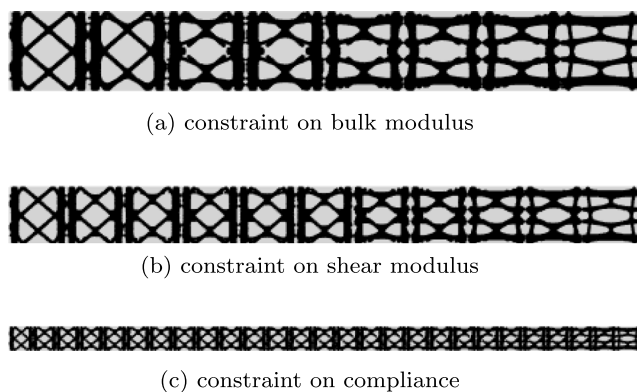 (a) constraint on bulk modulus
(b) constraint on shear modulus
(c) constraint on compliance